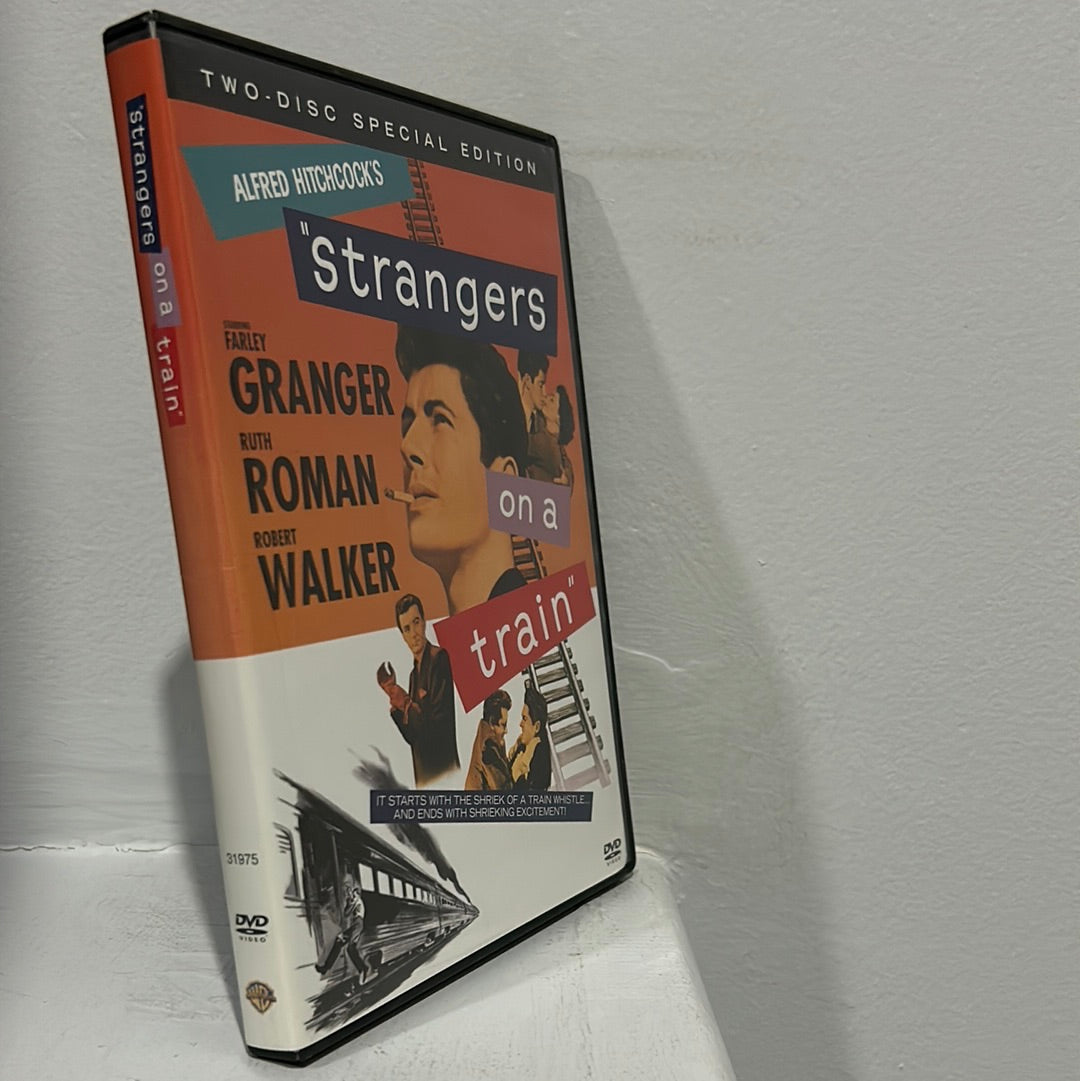 TWO-DISC SPECIAL EDITION
ALFRED HITCHCOCK'S
"strangers
on a
train"
STARRING
FARLEY
GRANGER
RUTH
ROMAN
ROBERT
WALKER
IT STARTS WITH THE SHRIEK OF A TRAIN WHISTLE...
AND ENDS WITH SHRIEKING EXCITEMENT!
DVD
VIDEO
"strangers
on a
train"
31975
DVD
VIDEO